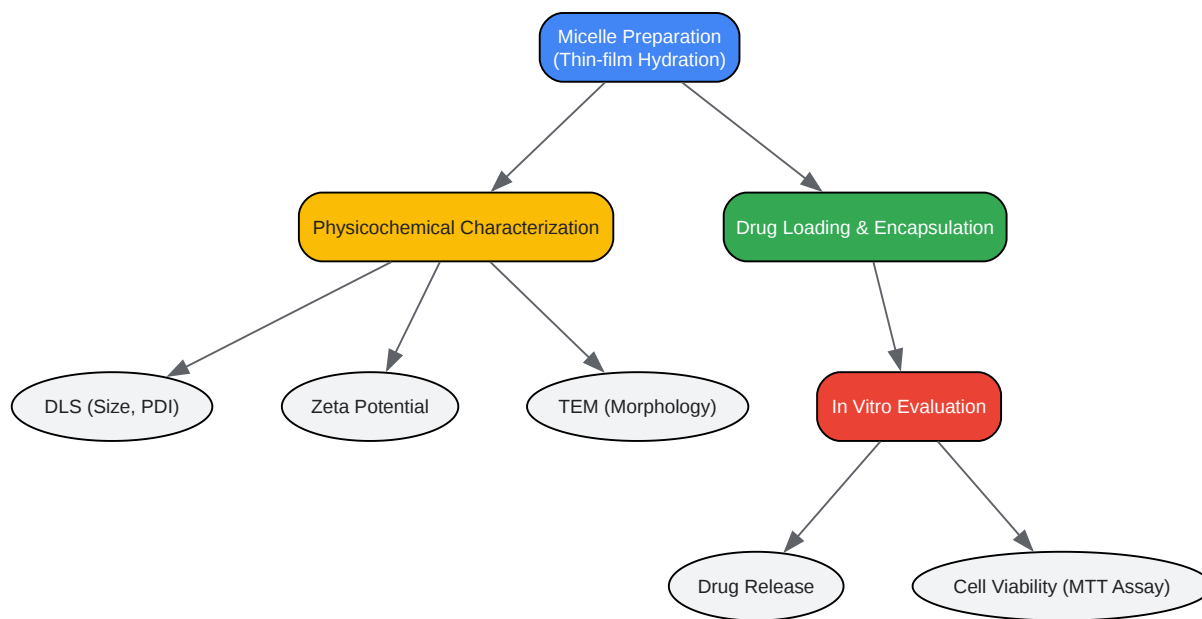 Micelle Preparation
(Thin-film Hydration)
Physicochemical Characterization
Drug Loading & Encapsulation
DLS (Size, PDI)
Zeta Potential
TEM (Morphology)
In Vitro Evaluation
Drug Release
Cell Viability (MTT Assay)